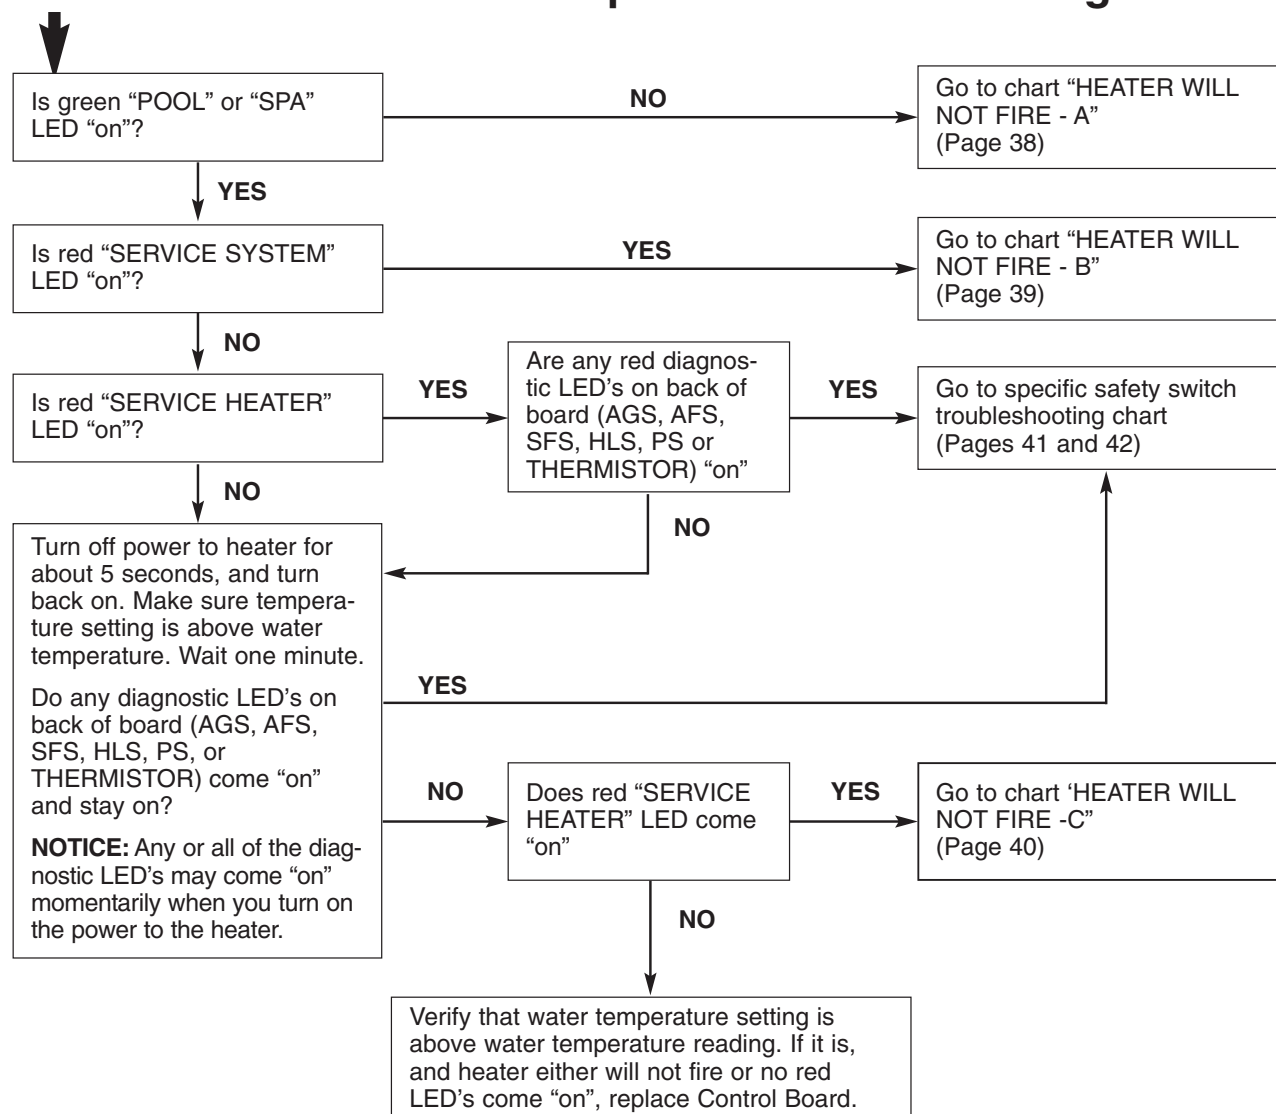 Is green “POOL” or “SPA”
LED “on”?
NO
Go to chart “HEATER WILL
NOT FIRE - A”
(Page 38)
YES
Is red “SERVICE SYSTEM”
LED “on”?
YES
Go to chart “HEATER WILL
NOT FIRE - B”
(Page 39)
NO
Is red “SERVICE HEATER”
LED “on”?
YES
Are any red diagnos-
tic LED’s on back of
board (AGS, AFS,
SFS, HLS, PS or
THERMISTOR) “on”
YES
Go to specific safety switch
troubleshooting chart
(Pages 41 and 42)
NO
NO
Turn off power to heater for
about 5 seconds, and turn
back on. Make sure tempera-
ture setting is above water
temperature. Wait one minute.
Do any diagnostic LED’s on
back of board (AGS, AFS,
SFS, HLS, PS, or
THERMISTOR) come “on”
and stay on?
NOTICE: Any or all of the diag-
nostic LED’s may come “on”
momentarily when you turn on
the power to the heater.
YES
NO
Does red “SERVICE
HEATER” LED come
“on”
YES
Go to chart ‘HEATER WILL
NOT FIRE -C”
(Page 40)
NO
Verify that water temperature setting is
above water temperature reading. If it is,
and heater either will not fire or no red
LED’s come “on”, replace Control Board.